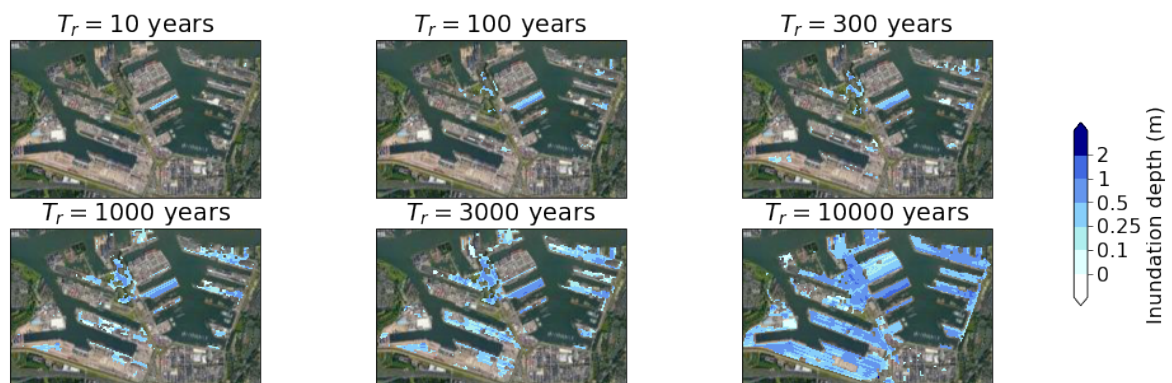 T_r = 10 years
T_r = 100 years
T_r = 300 years
T_r = 1000 years
T_r = 3000 years
T_r = 10000 years
2
1
0.5
0.25
0.1
0
Inundation depth (m)